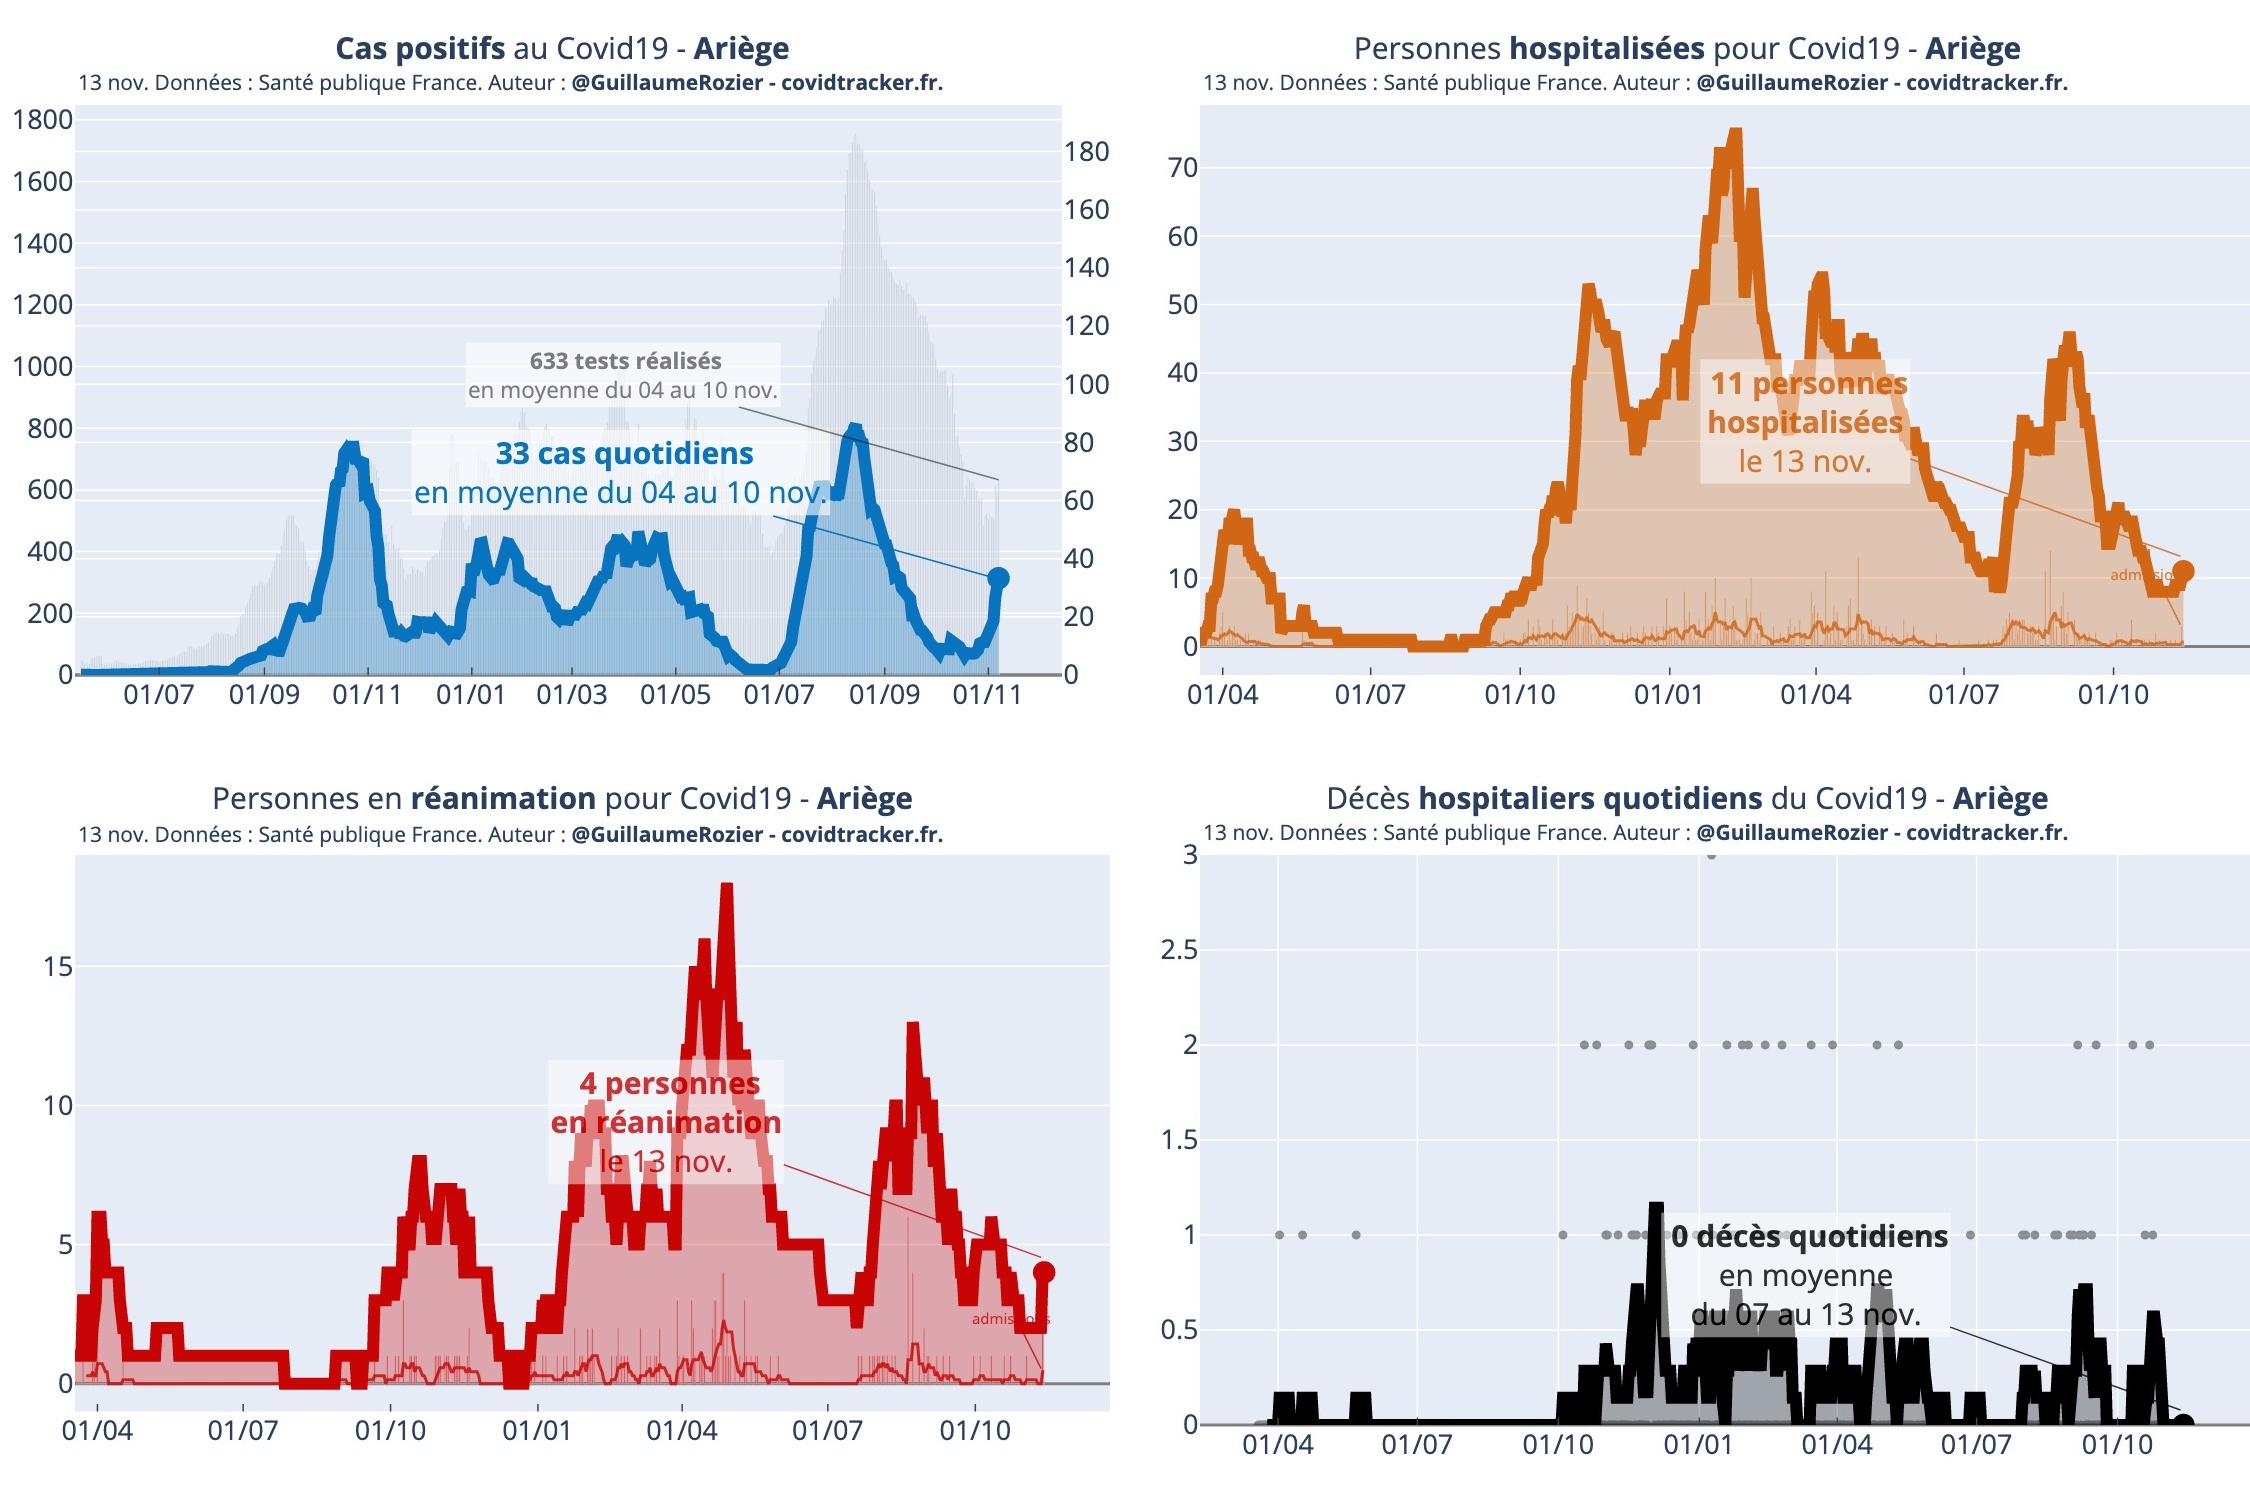 Cas positifs au Covid19 - Ariège
13 nov. Données : Santé publique France. Auteur : @GuillaumeRozier - covidtracker.fr.
1800
1600
1400
1200
1000
800
600
400
200
0
180
160
140
120
100
80
60
40
20
0
633 tests réalisés
en moyenne du 04 au 10 nov.
33 cas quotidiens
en moyenne du 04 au 10 nov.
01/07 01/09 01/11 01/01 01/03 01/05 01/07 01/09 01/11
Personnes hospitalisées pour Covid19 - Ariège
13 nov. Données : Santé publique France. Auteur : @GuillaumeRozier - covidtracker.fr.
70
60
50
40
30
20
10
0
11 personnes
hospitalisées
le 13 nov.
admissions
01/04 01/07 01/10 01/01 01/04 01/07 01/10
Personnes en réanimation pour Covid19 - Ariège
13 nov. Données : Santé publique France. Auteur : @GuillaumeRozier - covidtracker.fr.
15
10
5
0
4 personnes
en réanimation
le 13 nov.
admissions
01/04 01/07 01/10 01/01 01/04 01/07 01/10
Décès hospitaliers quotidiens du Covid19 - Ariège
13 nov. Données : Santé publique France. Auteur : @GuillaumeRozier - covidtracker.fr.
3
2.5
2
1.5
1
0.5
0
0 décès quotidiens
en moyenne
du 07 au 13 nov.
01/04 01/07 01/10 01/01 01/04 01/07 01/10